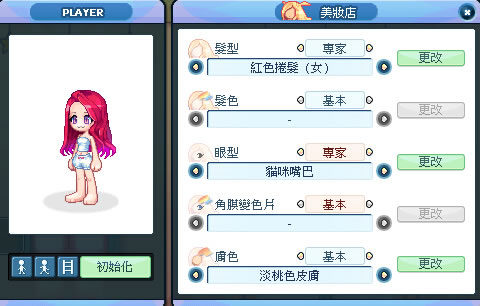 PLAYER
初始化
美妝店
髮型
專家
紅色捲髮（女）
更改
髮色
基本
-
更改
眼型
專家
貓咪嘴巴
更改
角膜變色片
基本
-
更改
膚色
基本
淡桃色皮膚
更改